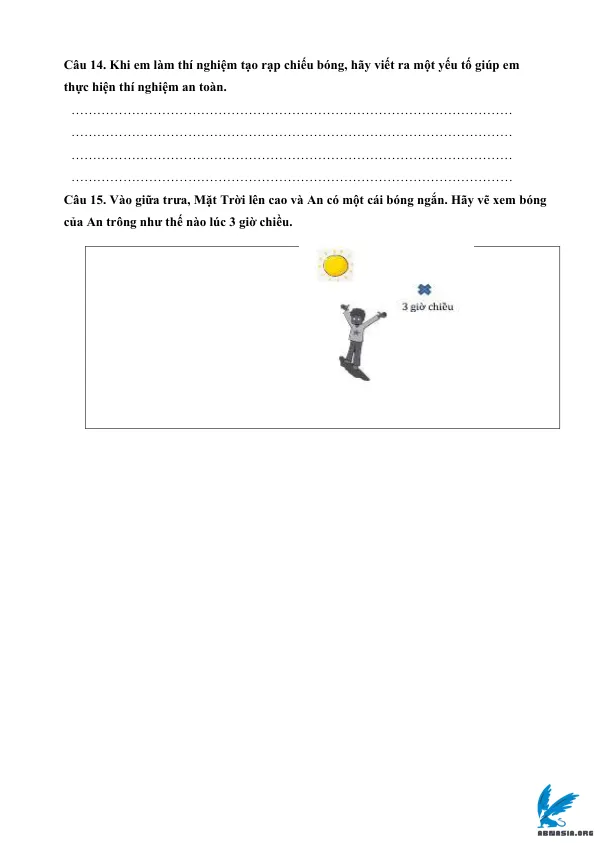 Câu 14. Khi em làm thí nghiệm tạo rạp chiếu bóng, hãy viết ra một yếu tố giúp em
thực hiện thí nghiệm an toàn.
……………………………………………………………………………………………
……………………………………………………………………………………………
……………………………………………………………………………………………
……………………………………………………………………………………………
Câu 15. Vào giữa trưa, Mặt Trời lên cao và An có một cái bóng ngắn. Hãy vẽ xem bóng
của An trông như thế nào lúc 3 giờ chiều.
3 giờ chiều
ABNASIA.ORG